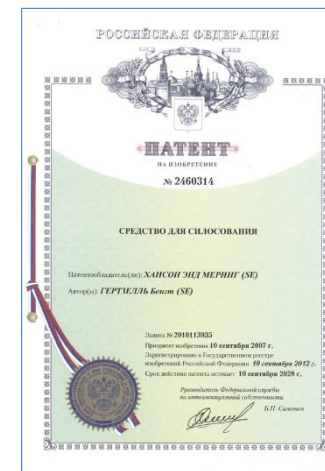 РОССИЙСКАЯ ФЕДЕРАЦИЯ
ПАТЕНТ
НА ИЗОБРЕТЕНИЕ
№ 2460314
СРЕДСТВО ДЛЯ СИЛОСОВАНИЯ
Патентообладатель(ли): ХАНСОН ЭНД МЕРИНГ (SE)
Автор(ы): ГЕРТЗЕЛЛЬ Бенгт (SE)
Заявка № 2010113935
Приоритет изобретения 10 сентября 2007 г.
Зарегистрировано в Государственном реестре
изобретений Российской Федерации 10 сентября 2012 г.
Срок действия патента истекает 10 сентября 2028 г.
Руководитель Федеральной службы
по интеллектуальной собственности
Б.П. Симонов